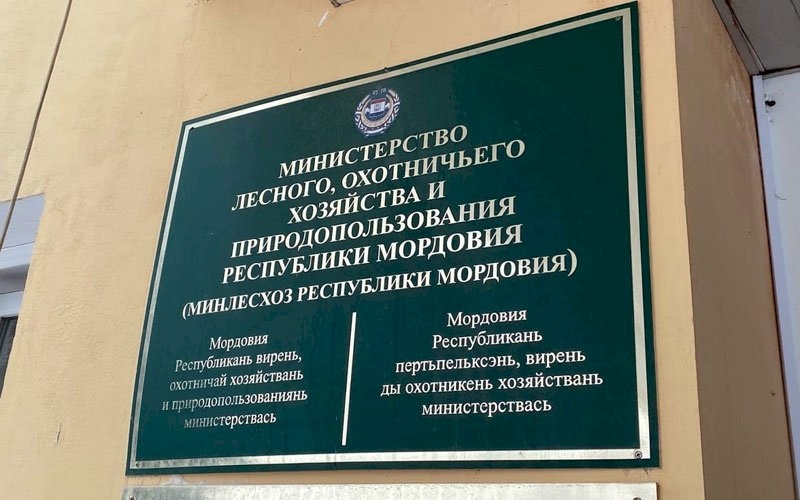 МИНИСТЕРСТВО
ЛЕСНОГО, ОХОТНИЧЬЕГО
ХОЗЯЙСТВА И
ПРИРОДОПОЛЬЗОВАНИЯ
РЕСПУБЛИКИ МОРДОВИЯ
(МИНЛЕСХОЗ РЕСПУБЛИКИ МОРДОВИЯ)
Мордовия
Республикань вирень,
охотничай хозяйствань
и природопользованиянь
министерствась
Мордовия
Республикань
пертьпельксэнь, вирень
ды охотникень хозяйствань
министерствась